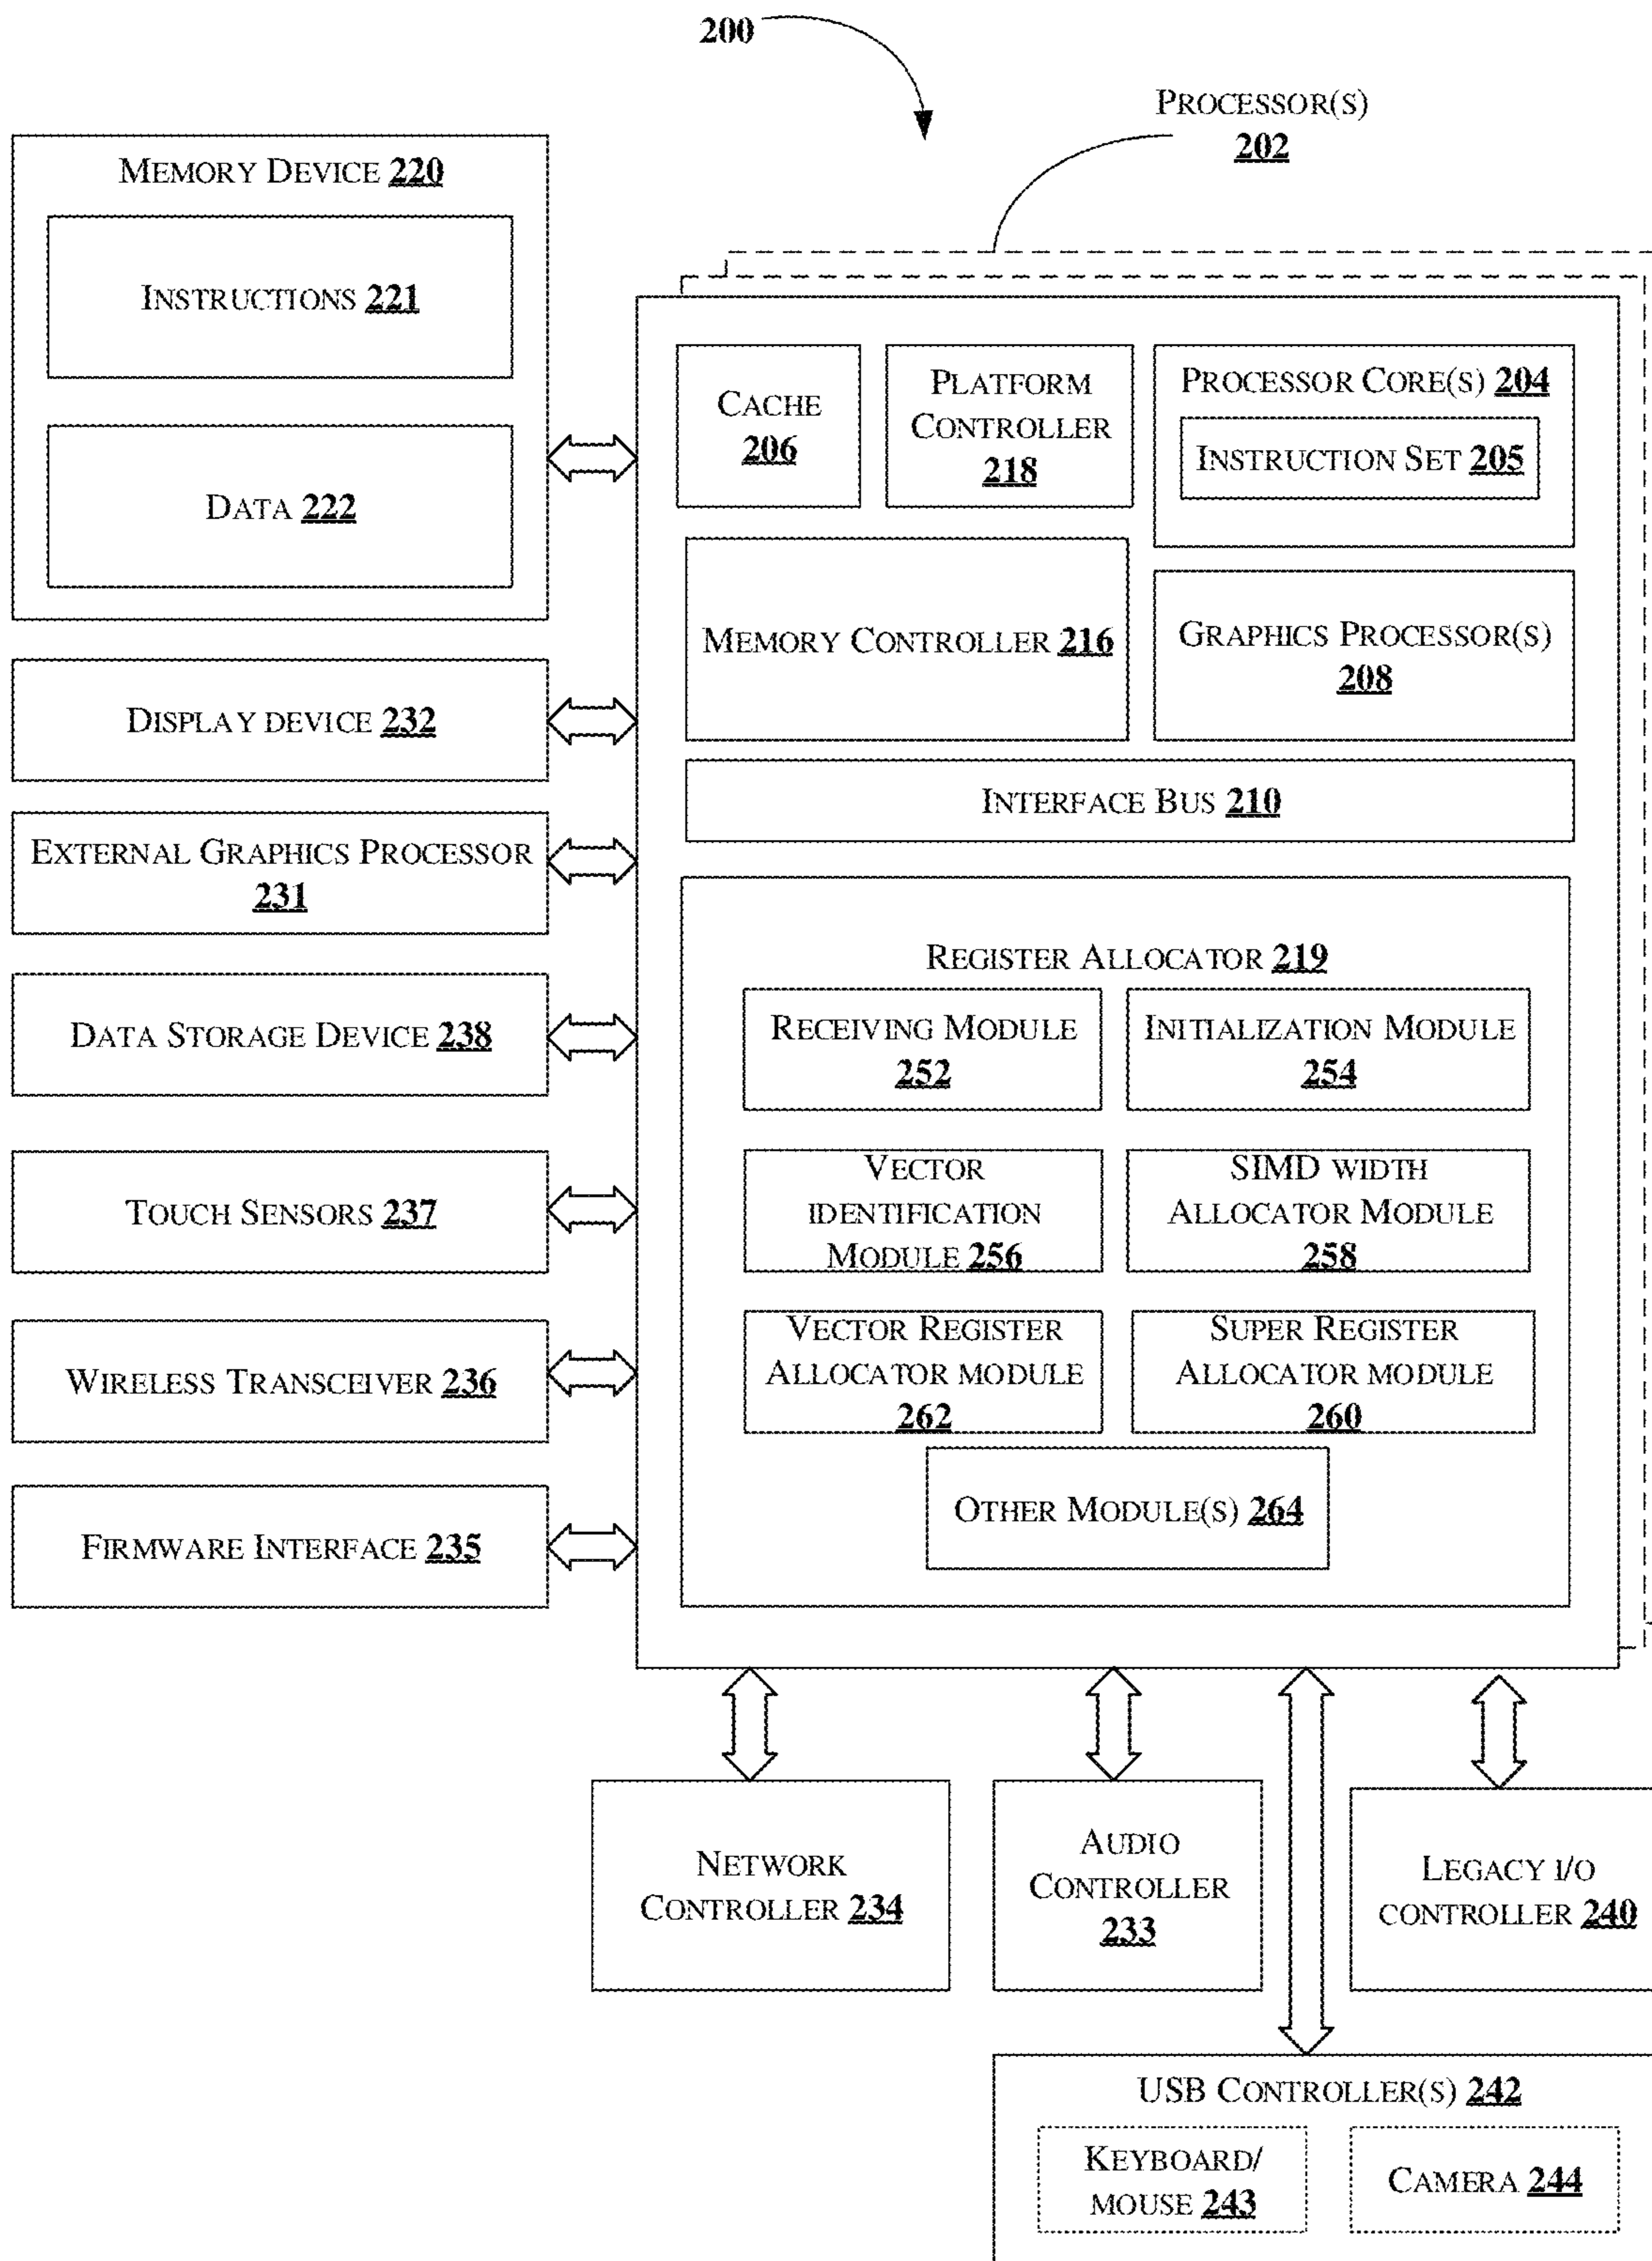 200
PROCESSOR(S)
202
MEMORY DEVICE 220
INSTRUCTIONS 221
DATA 222
DISPLAY DEVICE 232
EXTERNAL GRAPHICS PROCESSOR
231
DATA STORAGE DEVICE 238
TOUCH SENSORS 237
WIRELESS TRANSCEIVER 236
FIRMWARE INTERFACE 235
CACHE
206
PLATFORM
CONTROLLER
218
PROCESSOR CORE(S) 204
INSTRUCTION SET 205
MEMORY CONTROLLER 216
GRAPHICS PROCESSOR(S)
208
INTERFACE BUS 210
REGISTER ALLOCATOR 219
RECEIVING MODULE
252
INITIALIZATION MODULE
254
VECTOR
IDENTIFICATION
MODULE 256
SIMD WIDTH
ALLOCATOR MODULE
258
VECTOR REGISTER
ALLOCATOR MODULE
262
SUPER REGISTER
ALLOCATOR MODULE
260
OTHER MODULE(S) 264
NETWORK
CONTROLLER 234
AUDIO
CONTROLLER
233
LEGACY I/O
CONTROLLER 240
USB CONTROLLER(S) 242
KEYBOARD/
MOUSE 243
CAMERA 244